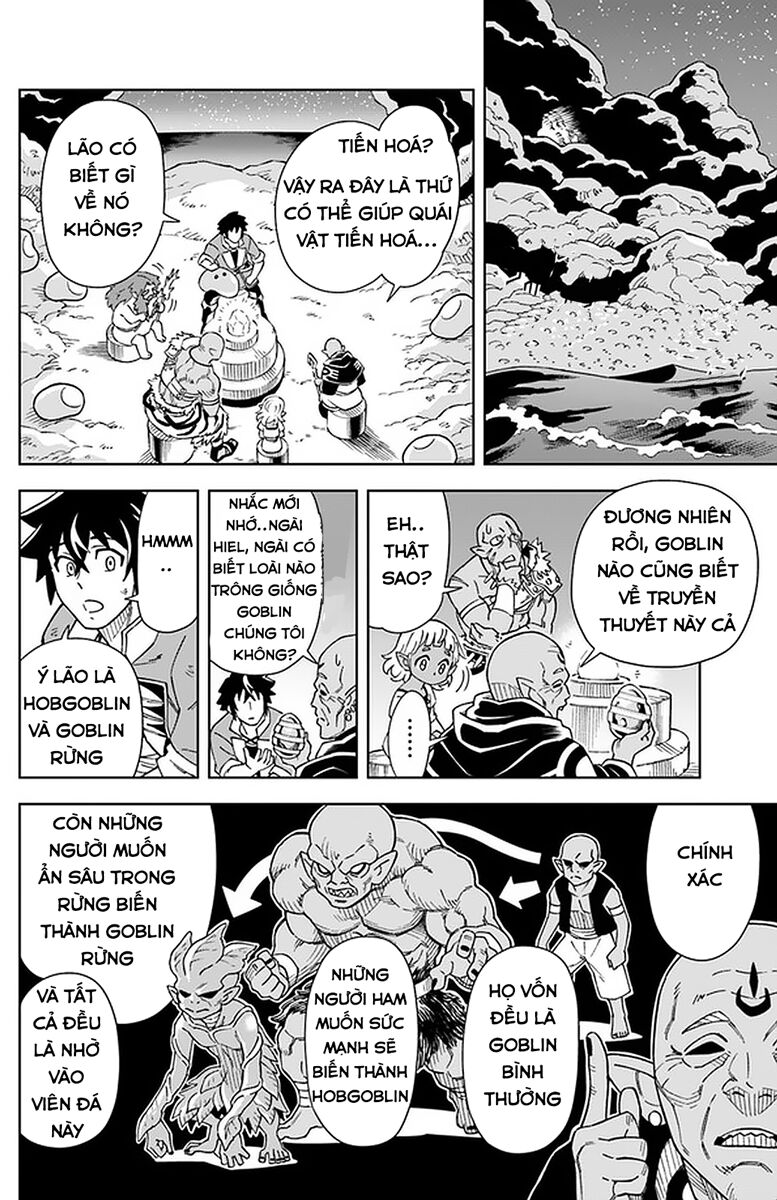 TIẾN HOÁ?
VẬY RA ĐÂY LÀ THỨ
CÓ THỂ GIÚP QUÁI
VẬT TIẾN HOÁ...
LÃO CÓ
BIẾT GÌ
VỀ NÓ
KHÔNG?
ĐƯƠNG NHIÊN
RỒI, GOBLIN
NÀO CŨNG BIẾT
VỀ TRUYỀN
THUYẾT NÀY CẢ
EH..
THẬT
SAO?
......
NHẮC MỚI
NHỚ..NGÀI
HIEL, NGÀI CÓ
BIẾT LOÀI NÀO
TRÔNG GIỐNG
GOBLIN
CHÚNG TÔI
KHÔNG?
HMMM
..
Ý LÃO LÀ
HOBGOBLIN
VÀ GOBLIN
RỪNG
CHÍNH
XÁC
HỌ VỐN
ĐỀU LÀ
GOBLIN
BÌNH
THƯỜNG
NHỮNG
NGƯỜI HAM
MUỐN SỨC
MẠNH SẼ
BIẾN THÀNH
HOBGOBLIN
CÒN NHỮNG
NGƯỜI MUỐN
ẨN SÂU TRONG
RỪNG BIẾN
THÀNH GOBLIN
RỪNG
VÀ TẤT
CẢ ĐỀU
LÀ NHỜ
VÀO
VIÊN ĐÁ
NÀY